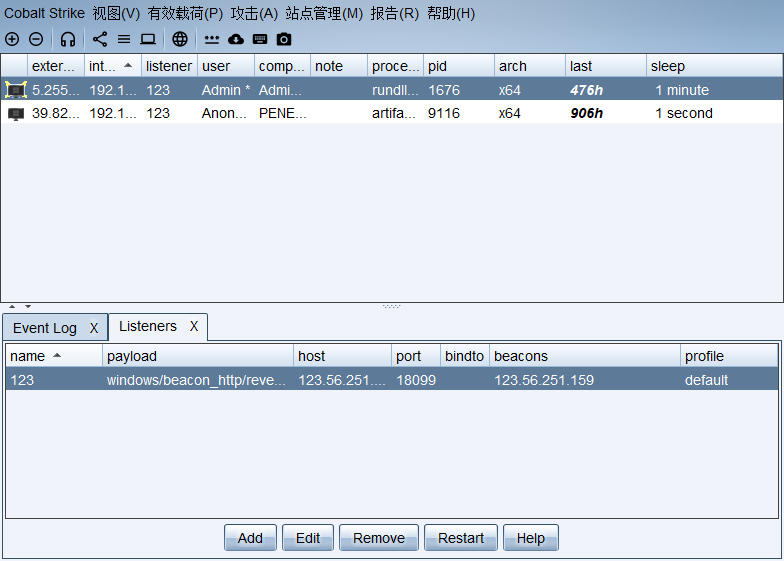 Cobalt Strike 视图(V) 有效载荷(P) 攻击(A) 站点管理(M) 报告(R) 帮助(H)
exter... int... listener user comp... note proce... pid arch last sleep
5.255... 192.1... 123 Admin * Admi... rundll... 1676 x64 476h 1 minute
39.82... 192.1... 123 Anon... PENE... artifa... 9116 x64 906h 1 second
Event Log X Listeners X
name payload host port bindto beacons profile
123 windows/beacon_http/reve... 123.56.251.... 18099 123.56.251.159 default
Add Edit Remove Restart Help